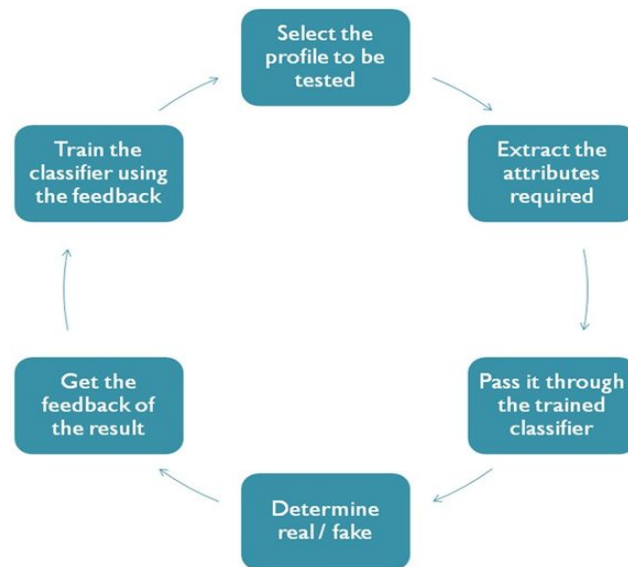 Select the
profile to be
tested
Extract the
attributes
required
Pass it through
the trained
classifier
Determine
real / fake
Get the
feedback of
the result
Train the
classifier using
the feedback